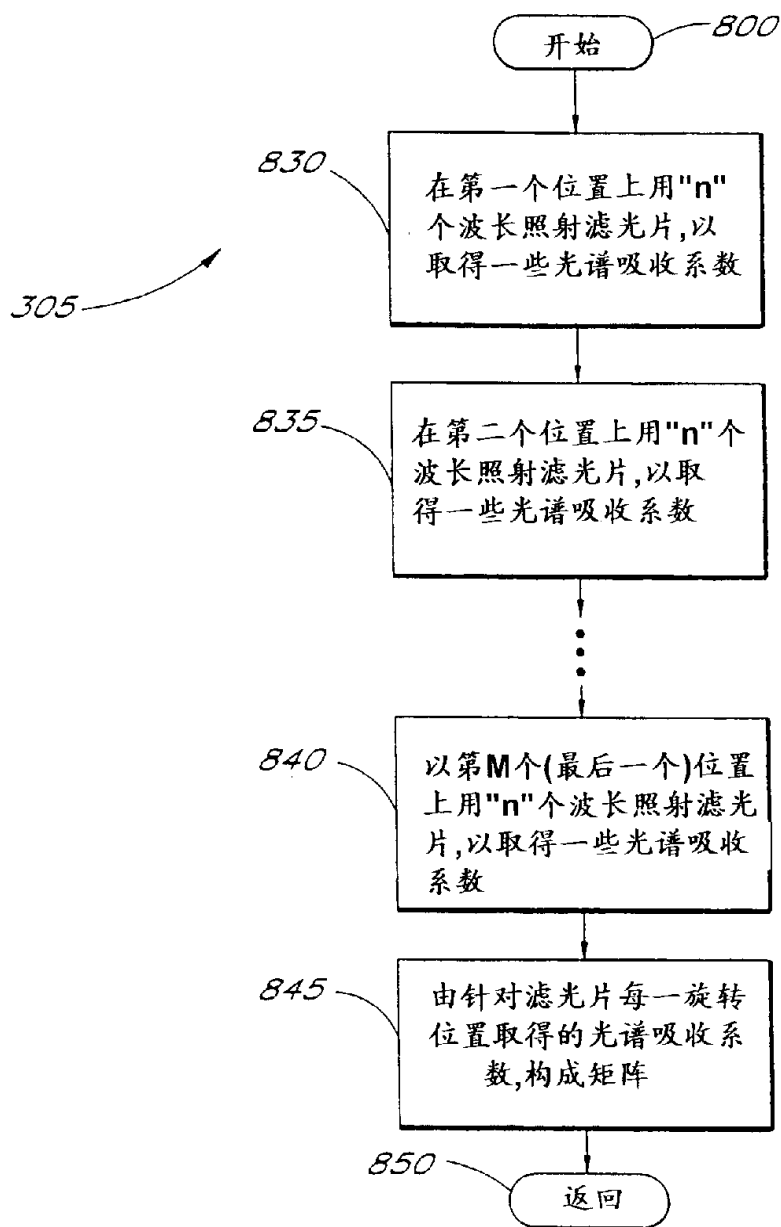 开始
800
830
在第一个位置上用"n"
个波长照射滤光片,以
取得一些光谱吸收系数
305
835
在第二个位置上用"n"个
波长照射滤光片,以取
得一些光谱吸收系数
840
以第M个(最后一个)位置
上用"n"个波长照射滤光
片,以取得一些光谱吸收
系数
845
由针对滤光片每一旋转
位置取得的光谱吸收系
数,构成矩阵
850
返回